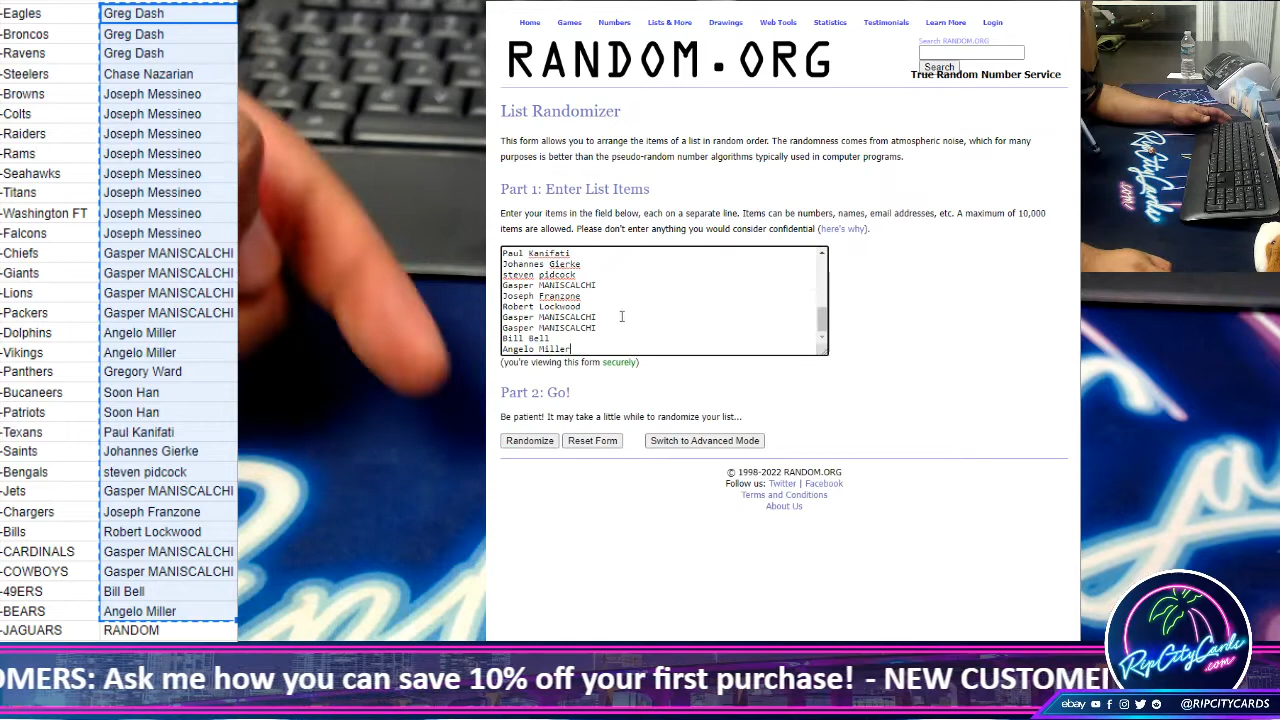 -Eagles Greg Dash
-Broncos Greg Dash
-Ravens Greg Dash
-Steelers Chase Nazarian
-Browns Joseph Messineo
-Colts Joseph Messineo
-Raiders Joseph Messineo
-Rams Joseph Messineo
-Seahawks Joseph Messineo
-Titans Joseph Messineo
-Washington FT Joseph Messineo
-Falcons Joseph Messineo
-Chiefs Gasper MANISCALCHI
-Giants Gasper MANISCALCHI
-Lions Gasper MANISCALCHI
-Packers Gasper MANISCALCHI
-Dolphins Angelo Miller
-Vikings Angelo Miller
-Panthers Gregory Ward
-Bucaneers Soon Han
-Patriots Soon Han
-Texans Paul Kanifati
-Saints Johannes Gierke
-Bengals steven pidcock
-Jets Gasper MANISCALCHI
-Chargers Joseph Franzone
-Bills Robert Lockwood
-CARDINALS Gasper MANISCALCHI
-COWBOYS Gasper MANISCALCHI
-49ERS Bill Bell
-BEARS Angelo Miller
-JAGUARS RANDOM
Home Games Numbers Lists & More Drawings Web Tools Statistics Testimonials Learn More Login
RANDOM.ORG
Search RANDOM.ORG
Search
True Random Number Service
List Randomizer
This form allows you to arrange the items of a list in random order. The randomness comes from atmospheric noise, which for many
purposes is better than the pseudo-random number algorithms typically used in computer programs.
Part 1: Enter List Items
Enter your items in the field below, each on a separate line. Items can be numbers, names, email addresses, etc. A maximum of 10,000
items are allowed. Please don't enter anything you would consider confidential (here's why).
Paul Kanifati
Johannes Gierke
steven pidcock
Gasper MANISCALCHI
Joseph Franzone
Robert Lockwood
Gasper MANISCALCHI
Gasper MANISCALCHI
Bill Bell
Angelo Miller
(you're viewing this form securely)
Part 2: Go!
Be patient! It may take a little while to randomize your list...
Randomize Reset Form Switch to Advanced Mode
© 1998-2022 RANDOM.ORG
Follow us: Twitter | Facebook
Terms and Conditions
About Us
RipCityCards
RipCityCards
.com
OMERS: Ask me how you can save 10% off your first purchase! - NEW CUSTOME
ebay @RIPCITYCARDS